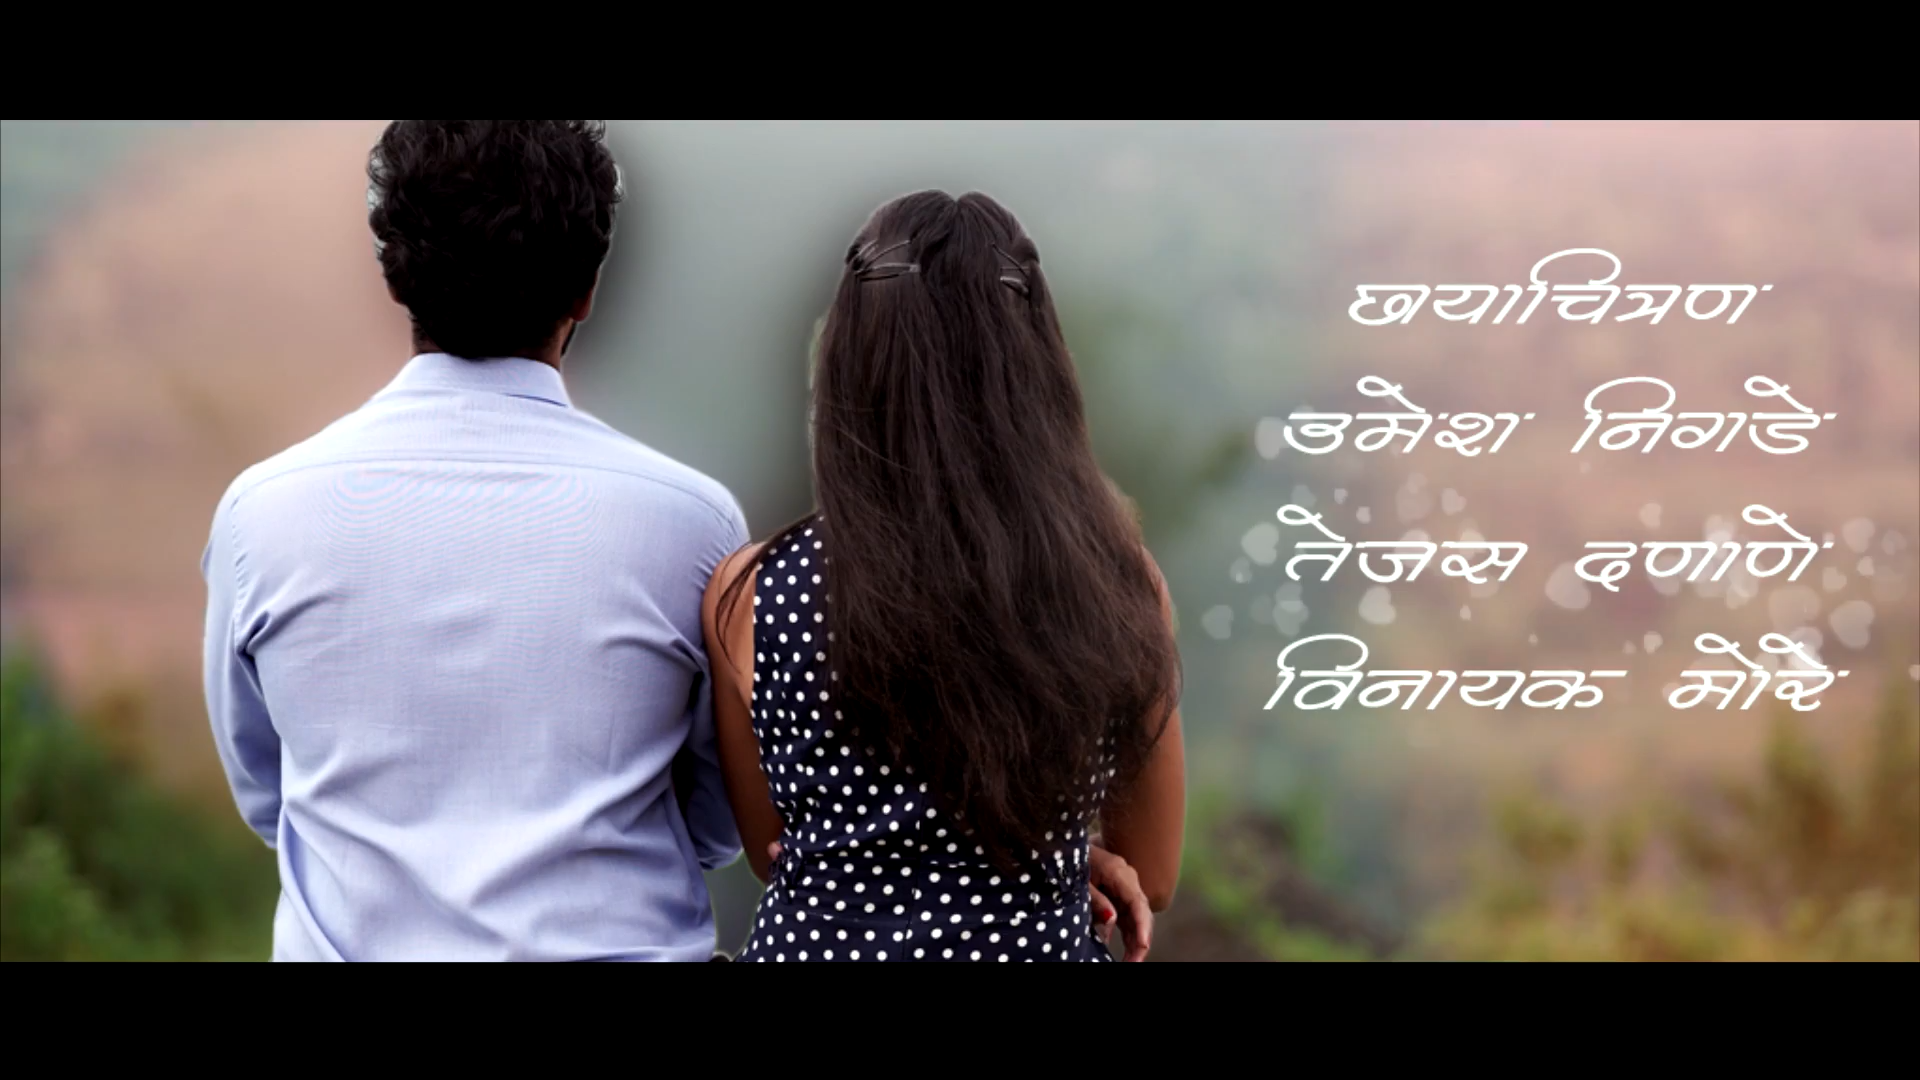 छायाचित्रण
उमेश निगडे
तेजस दणाणे
विनायक मोरे